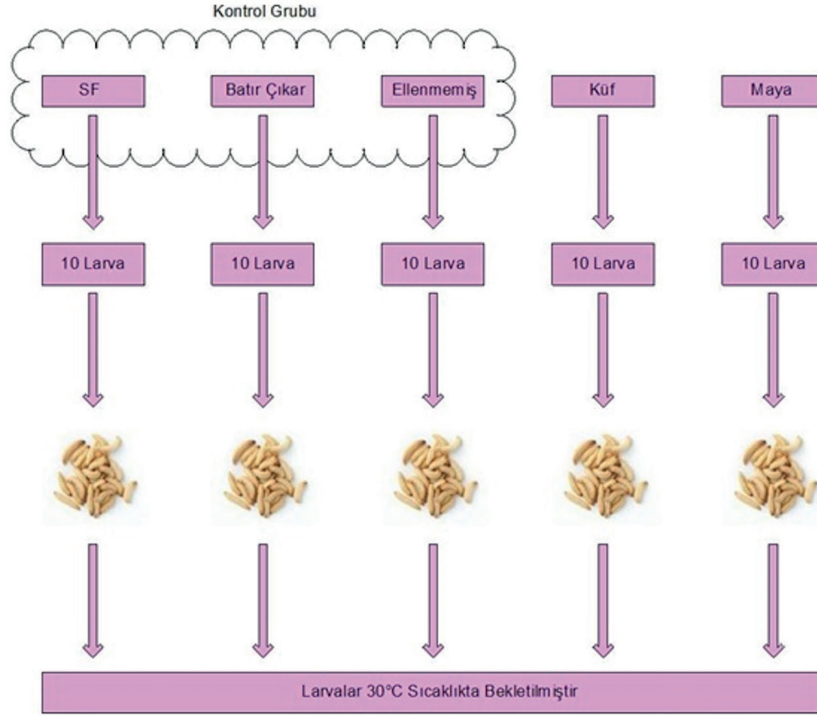 Kontrol Grubu
SF
Batır Çıkar
Ellenmemiş
Küf
Maya
10 Larva
10 Larva
10 Larva
10 Larva
10 Larva
Larvalar 30°C Sıcaklıkta Bekletilmiştir